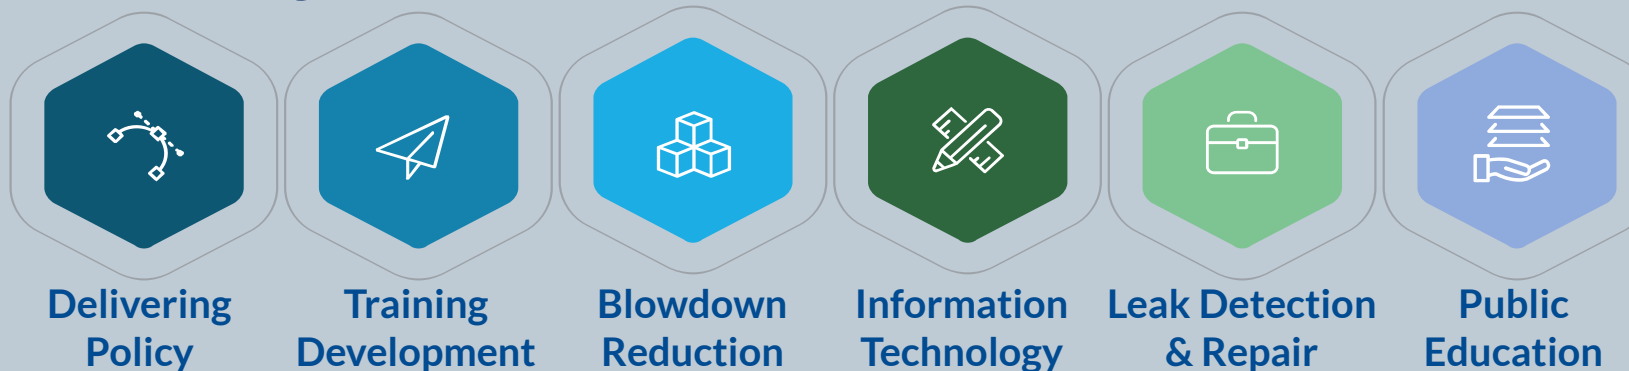 Delivering
Policy
Training
Development
Blowdown
Reduction
Information
Technology
Leak Detection
& Repair
Public
Education